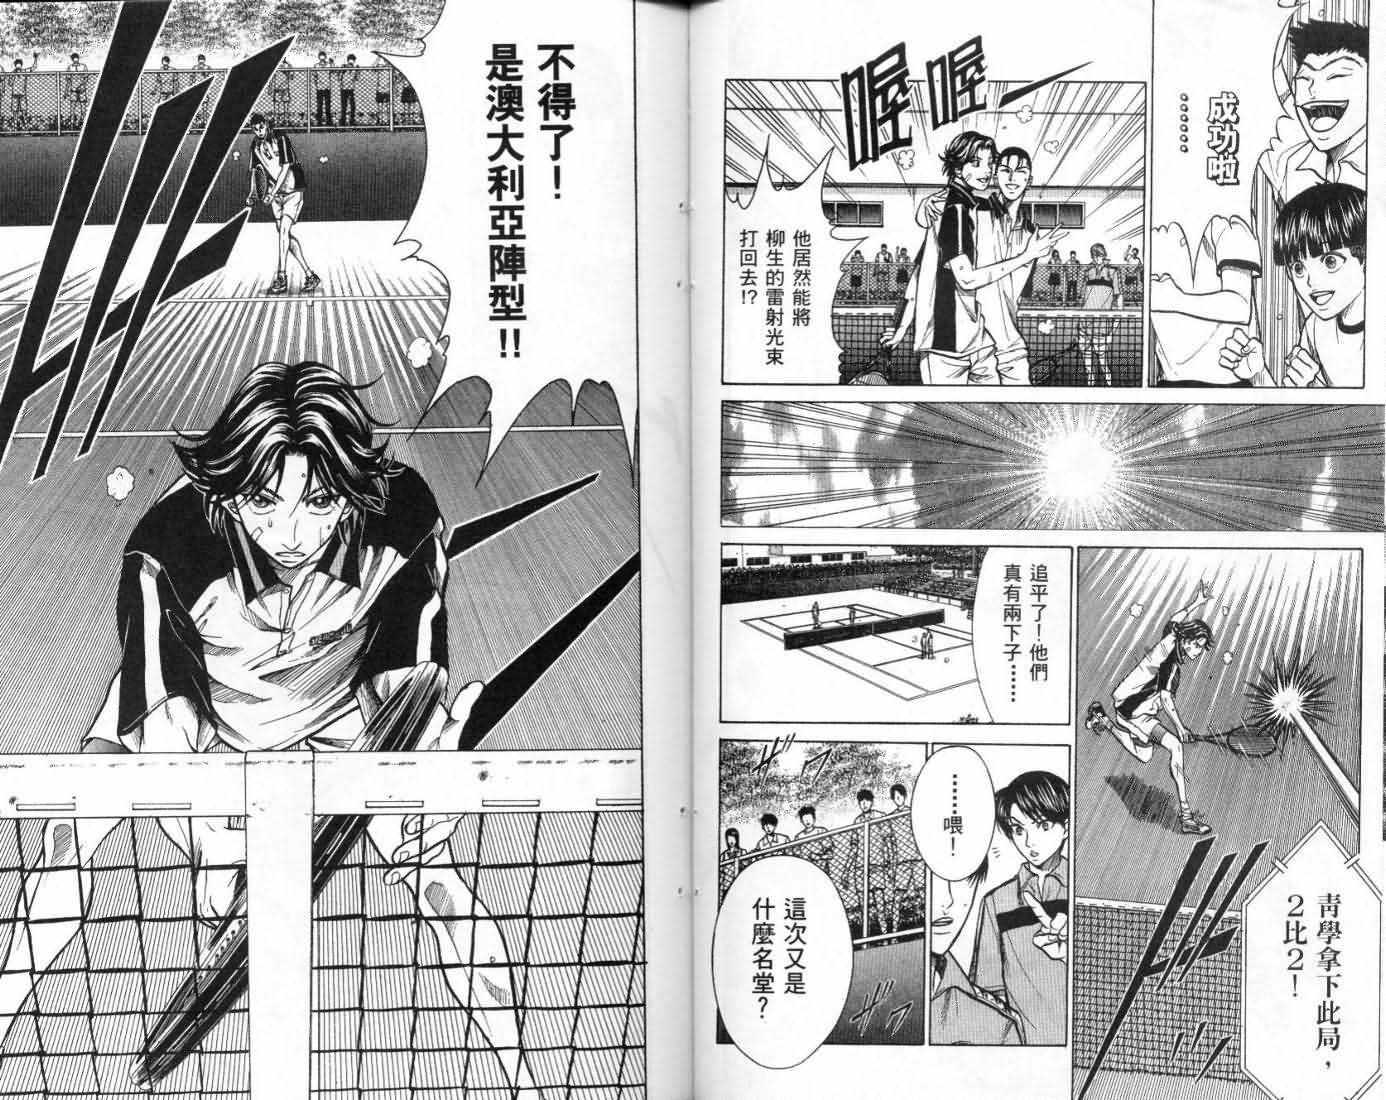 成功啦
……
喔喔—
他居然能將
柳生的雷射光束
打回去!?
追平了！他們
真有兩下子……
青學拿下此局，
2比2！
……喂！
這次又是
什麼名堂？
不得了！
是澳大利亞陣型!!